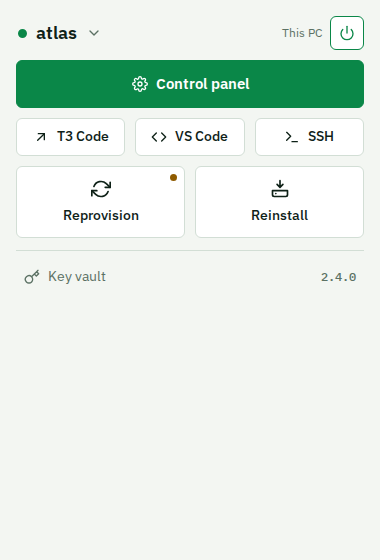 atlas
This PC
Control panel
T3 Code
VS Code
SSH
Reprovision
Reinstall
Key vault
2.4.0